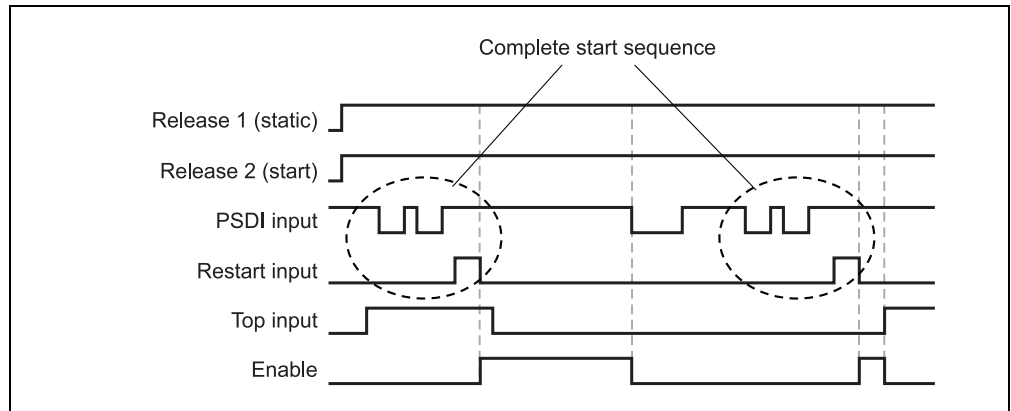 Complete start sequence
Release 1 (static)
Release 2 (start)
PSDI input
Restart input
Top input
Enable